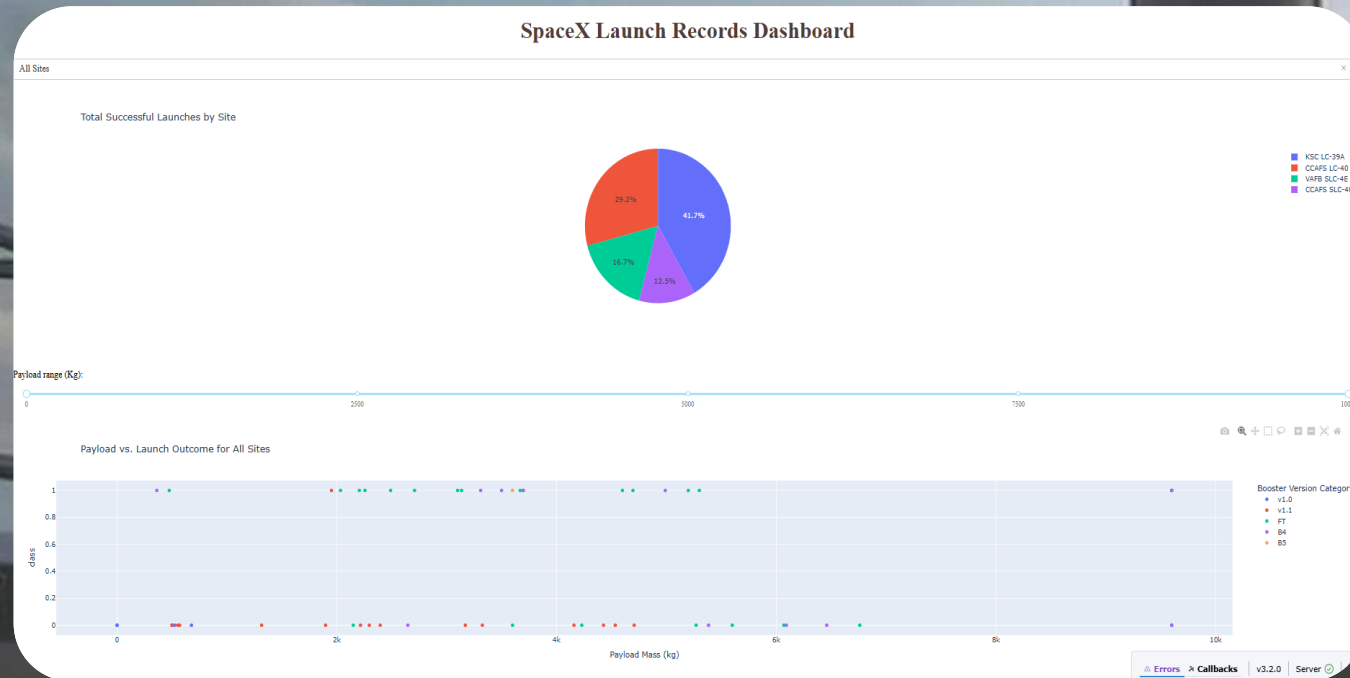 SpaceX Launch Records Dashboard
All Sites ×
Total Successful Launches by Site
KSC LC-39A
CCAFS LC-40
VAFB SLC-4E
CCAFS SLC-40
29.2%
41.7%
16.7%
12.5%
Payload range (Kg):
0 2500 5000 7500 100
Payload vs. Launch Outcome for All Sites
Booster Version Categor
v1.0
v1.1
FT
B4
B5
class
1
0.8
0.6
0.4
0.2
0
0 2k 4k 6k 8k 10k
Payload Mass (kg)
Errors Callbacks v3.2.0 Server